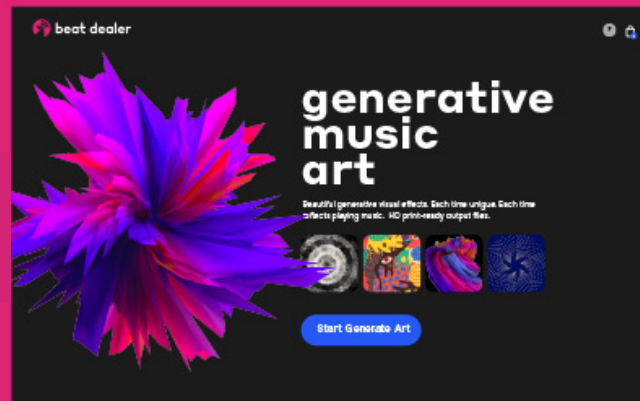 beat dealer
generative
music
art
Beautiful generative visual effects. Each time unique. Each time
reflects playing music. HD print-ready output files.
Start Generate Art